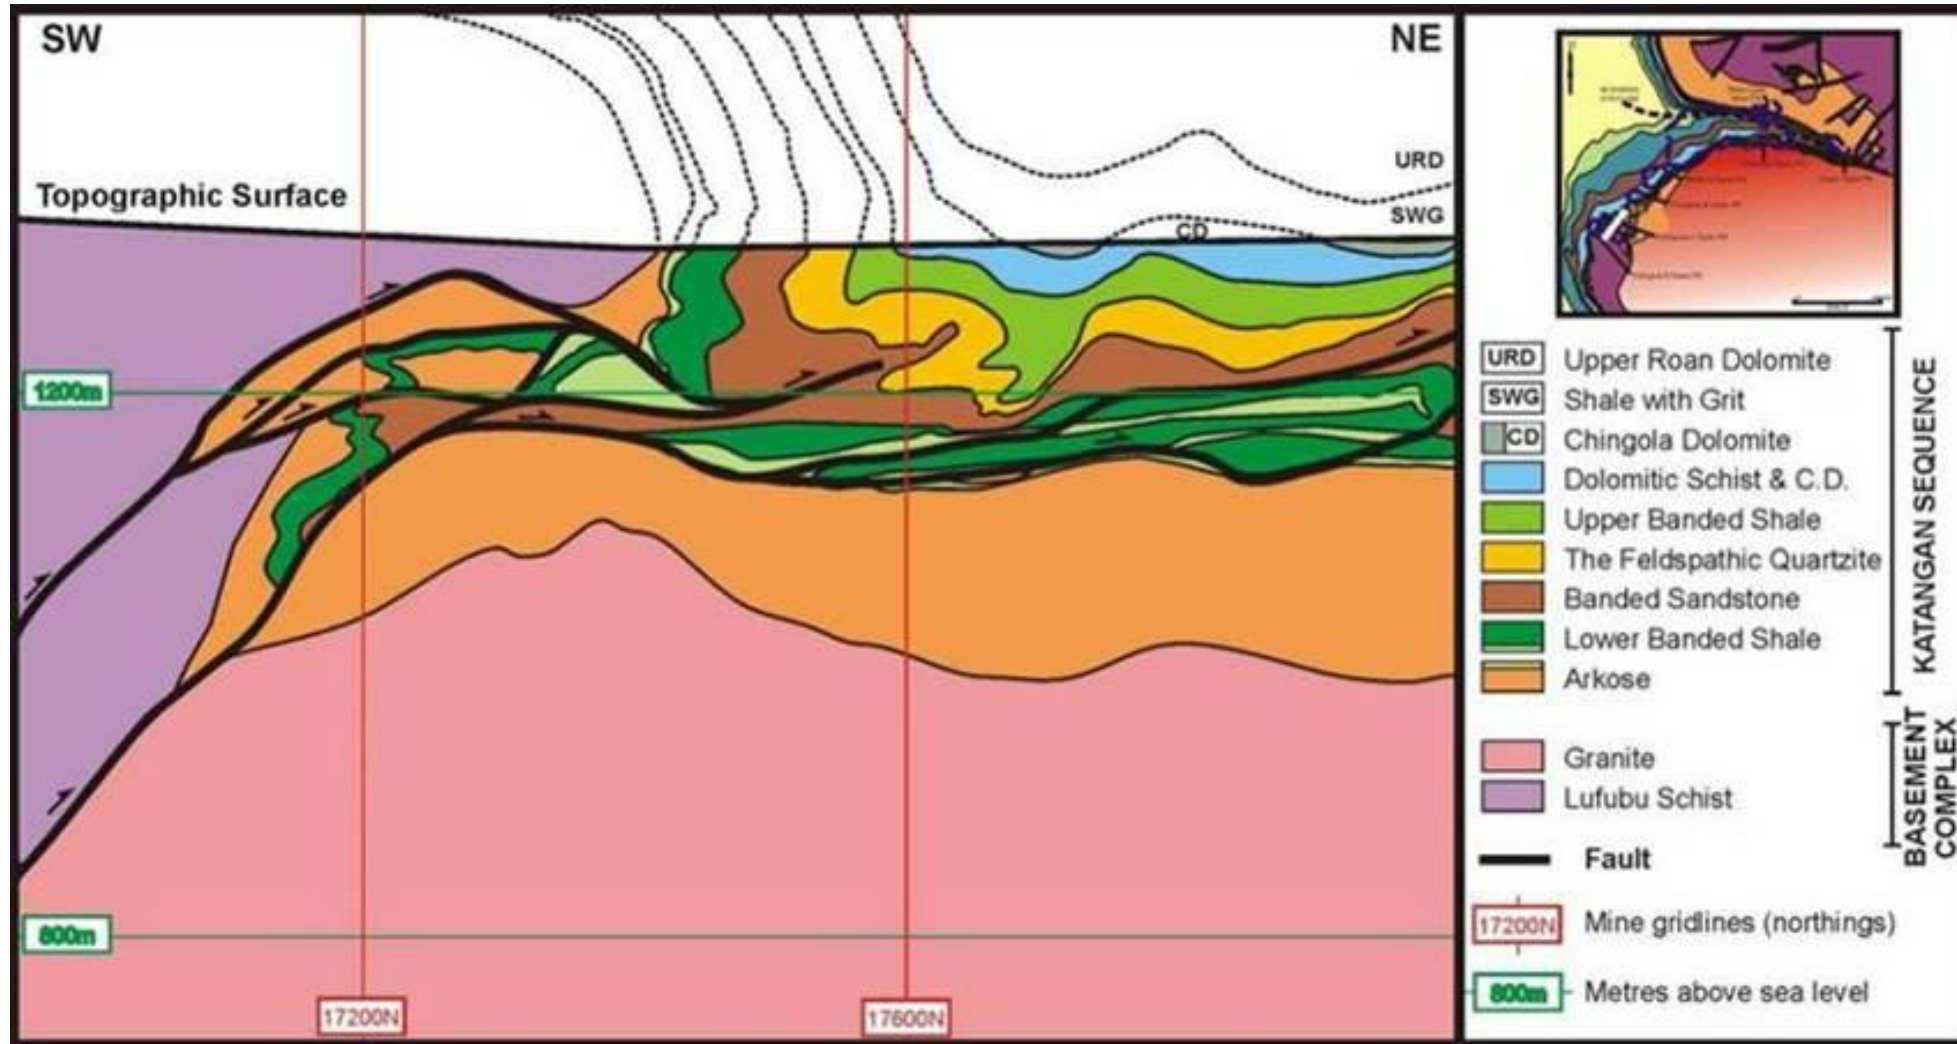 SW
NE
URD
Topographic Surface
SWG
CD
1200m
800m
17200N
17600N
URD Upper Roan Dolomite
SWG Shale with Grit
CD Chingola Dolomite
Dolomitic Schist & C.D.
Upper Banded Shale
The Feldspathic Quartzite
Banded Sandstone
Lower Banded Shale
Arkose
KATANGAN SEQUENCE
Granite
Lufubu Schist
BASEMENT
COMPLEX
Fault
17200N Mine gridlines (northings)
800m Metres above sea level